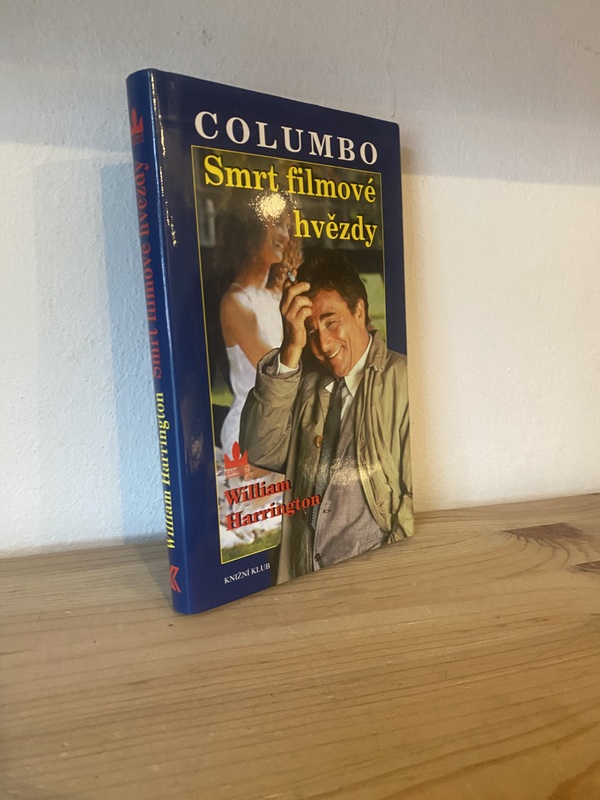 COLUMBO
Smrt filmové
hvězdy
William
Harrington
KNIŽNÍ KLUB
William Harrington Smrt filmové hvězdy